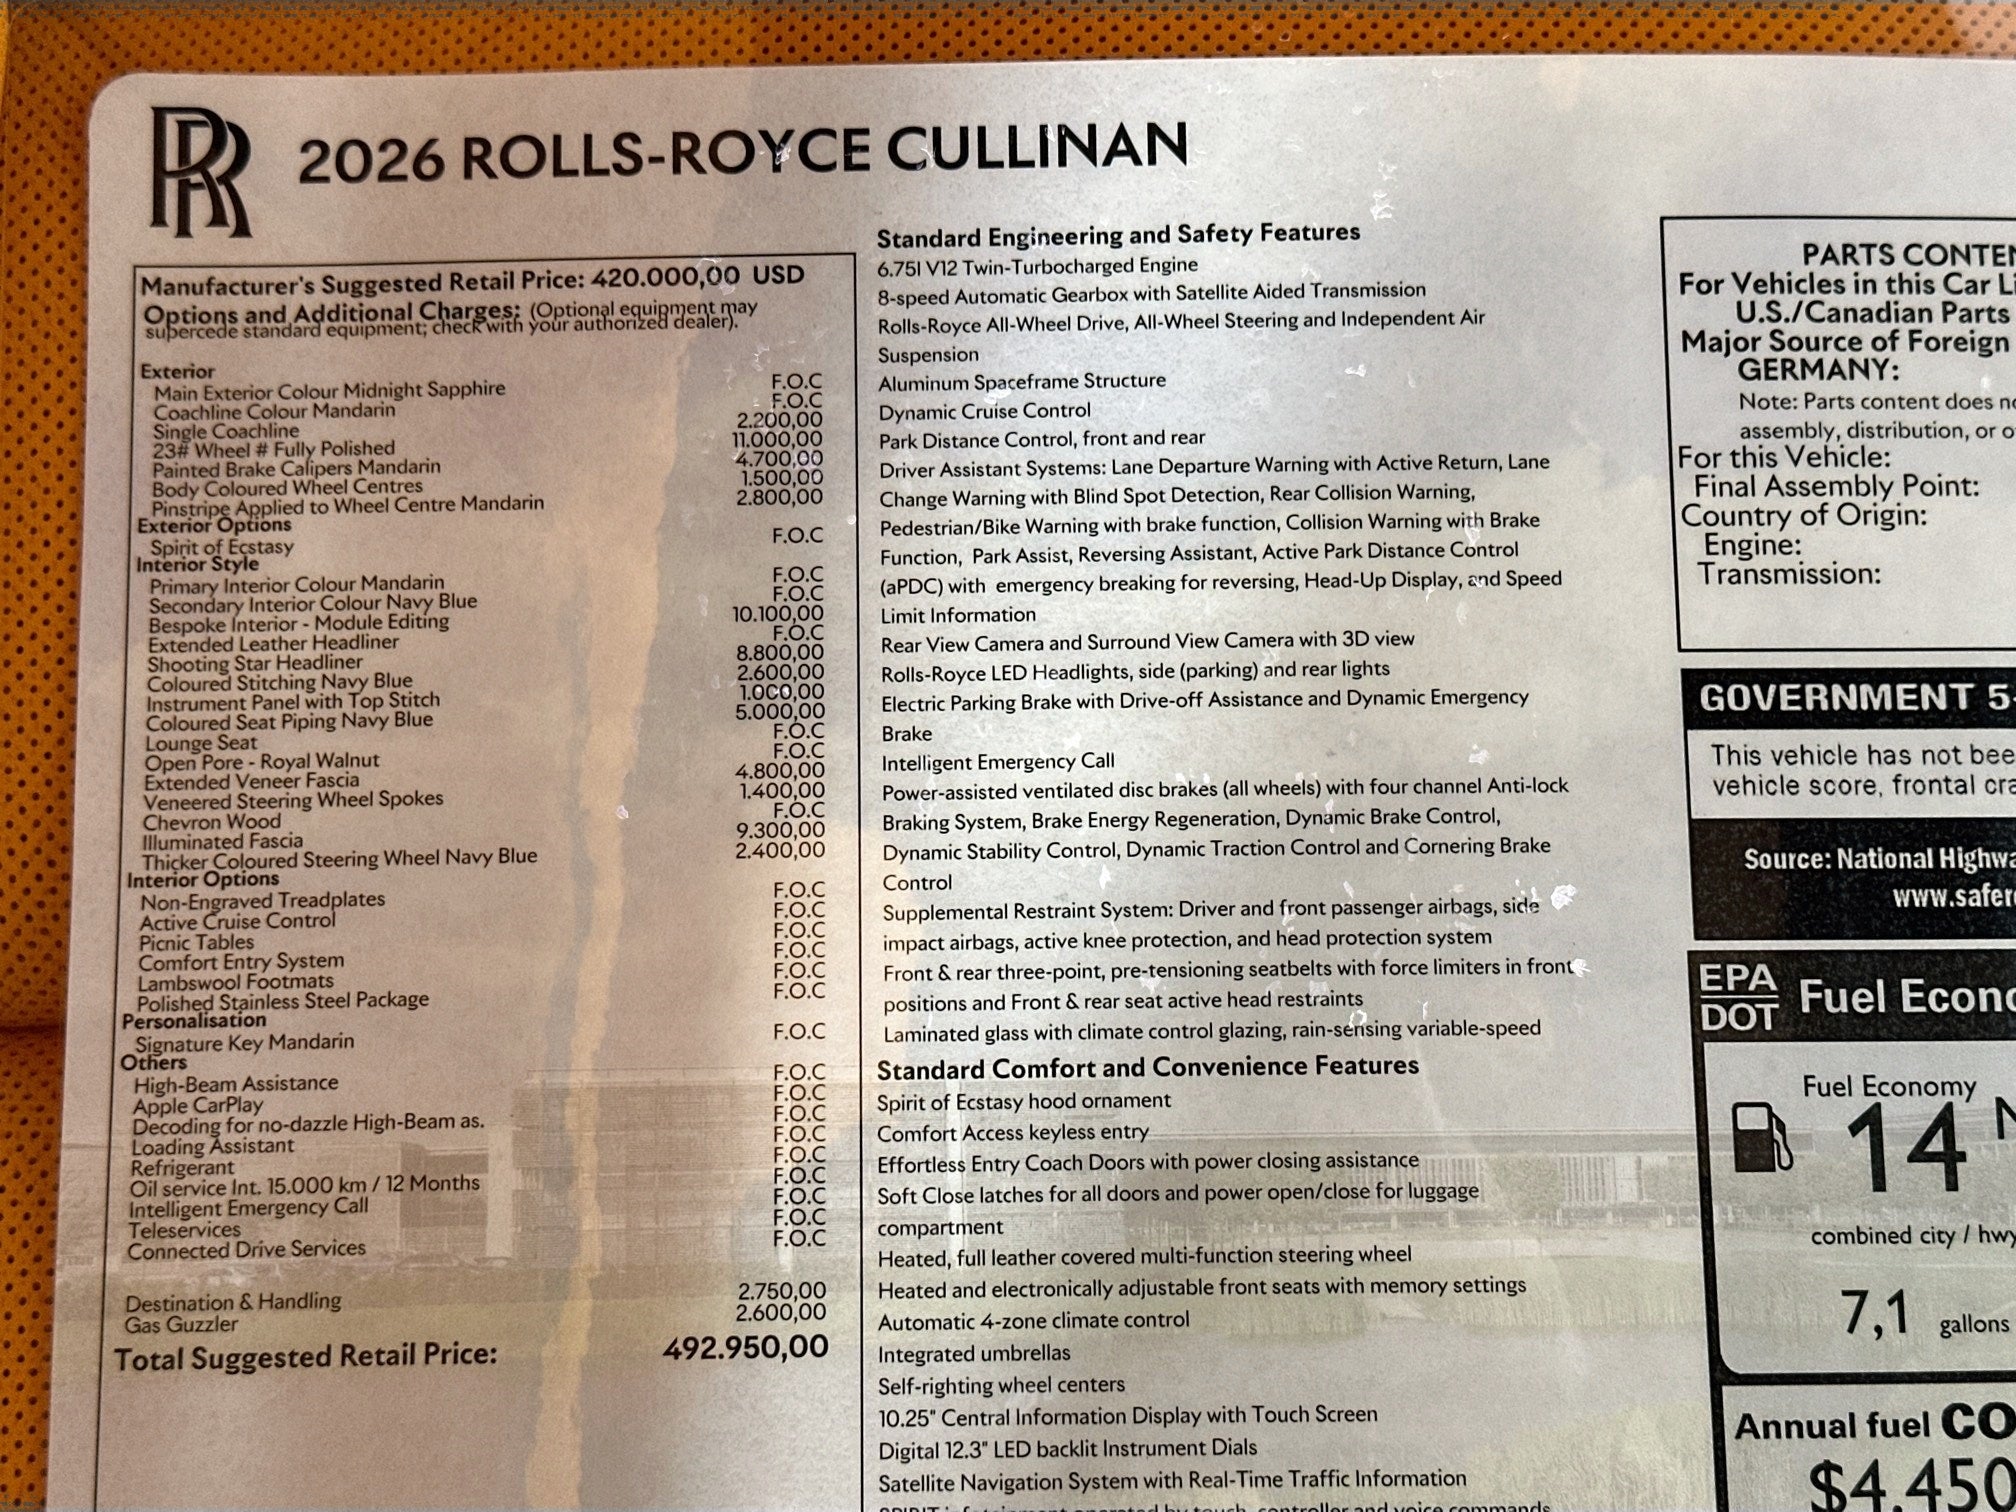 RR
2026 ROLLS-ROYCE CULLINAN
Manufacturer's Suggested Retail Price: 420.000,00 USD
Options and Additional Charges: (Optional equipment may
supercede standard equipment; check with your authorized dealer).
Exterior
Main Exterior Colour Midnight Sapphire F.O.C
Coachline Colour Mandarin F.O.C
Single Coachline 2.200,00
23# Wheel # Fully Polished 11.000,00
Painted Brake Calipers Mandarin 4.700,00
Body Coloured Wheel Centres 1.500,00
Pinstripe Applied to Wheel Centre Mandarin 2.800,00
Exterior Options
Spirit of Ecstasy F.O.C
Interior Style
Primary Interior Colour Mandarin F.O.C
Secondary Interior Colour Navy Blue F.O.C
Bespoke Interior - Module Editing 10.100,00
Extended Leather Headliner F.O.C
Shooting Star Headliner 8.800,00
Coloured Stitching Navy Blue 2.600,00
Instrument Panel with Top Stitch 1.000,00
Coloured Seat Piping Navy Blue 5.000,00
Lounge Seat F.O.C
Open Pore - Royal Walnut F.O.C
Extended Veneer Fascia 4.800,00
Veneered Steering Wheel Spokes 1.400,00
Chevron Wood F.O.C
Illuminated Fascia 9.300,00
Thicker Coloured Steering Wheel Navy Blue 2.400,00
Interior Options
Non-Engraved Treadplates F.O.C
Active Cruise Control F.O.C
Picnic Tables F.O.C
Comfort Entry System F.O.C
Lambswool Footmats F.O.C
Polished Stainless Steel Package F.O.C
Personalisation
Signature Key Mandarin F.O.C
Others
High-Beam Assistance F.O.C
Apple CarPlay F.O.C
Decoding for no-dazzle High-Beam as. F.O.C
Loading Assistant F.O.C
Refrigerant F.O.C
Oil service Int. 15.000 km / 12 Months F.O.C
Intelligent Emergency Call F.O.C
Teleservices F.O.C
Connected Drive Services F.O.C
Destination & Handling 2.750,00
Gas Guzzler 2.600,00
Total Suggested Retail Price: 492.950,00
Standard Engineering and Safety Features
6.75l V12 Twin-Turbocharged Engine
8-speed Automatic Gearbox with Satellite Aided Transmission
Rolls-Royce All-Wheel Drive, All-Wheel Steering and Independent Air
Suspension
Aluminum Spaceframe Structure
Dynamic Cruise Control
Park Distance Control, front and rear
Driver Assistant Systems: Lane Departure Warning with Active Return, Lane
Change Warning with Blind Spot Detection, Rear Collision Warning,
Pedestrian/Bike Warning with brake function, Collision Warning with Brake
Function, Park Assist, Reversing Assistant, Active Park Distance Control
(aPDC) with emergency breaking for reversing, Head-Up Display, and Speed
Limit Information
Rear View Camera and Surround View Camera with 3D view
Rolls-Royce LED Headlights, side (parking) and rear lights
Electric Parking Brake with Drive-off Assistance and Dynamic Emergency
Brake
Intelligent Emergency Call
Power-assisted ventilated disc brakes (all wheels) with four channel Anti-lock
Braking System, Brake Energy Regeneration, Dynamic Brake Control,
Dynamic Stability Control, Dynamic Traction Control and Cornering Brake
Control
Supplemental Restraint System: Driver and front passenger airbags, side
impact airbags, active knee protection, and head protection system
Front & rear three-point, pre-tensioning seatbelts with force limiters in front
positions and Front & rear seat active head restraints
Laminated glass with climate control glazing, rain-sensing variable-speed
Standard Comfort and Convenience Features
Spirit of Ecstasy hood ornament
Comfort Access keyless entry
Effortless Entry Coach Doors with power closing assistance
Soft Close latches for all doors and power open/close for luggage
compartment
Heated, full leather covered multi-function steering wheel
Heated and electronically adjustable front seats with memory settings
Automatic 4-zone climate control
Integrated umbrellas
Self-righting wheel centers
10.25" Central Information Display with Touch Screen
Digital 12.3" LED backlit Instrument Dials
Satellite Navigation System with Real-Time Traffic Information
PARTS CONTEN
For Vehicles in this Car Li
U.S./Canadian Parts
Major Source of Foreign
GERMANY:
Note: Parts content does no
assembly, distribution, or o
For this Vehicle:
Final Assembly Point:
Country of Origin:
Engine:
Transmission:
GOVERNMENT 5-
This vehicle has not bee
vehicle score, frontal cra
Source: National Highwa
www.safer
EPA
DOT
Fuel Econo
Fuel Economy
14
combined city / hwy
7,1 gallons
Annual fuel CO
$4.450